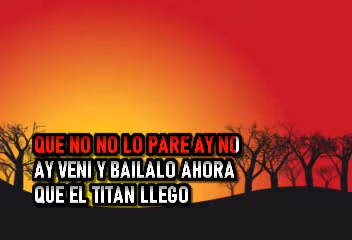 QUE NO NO LO PARE AY NO
AY VENI Y BAILALO AHORA
QUE EL TITAN LLEGO